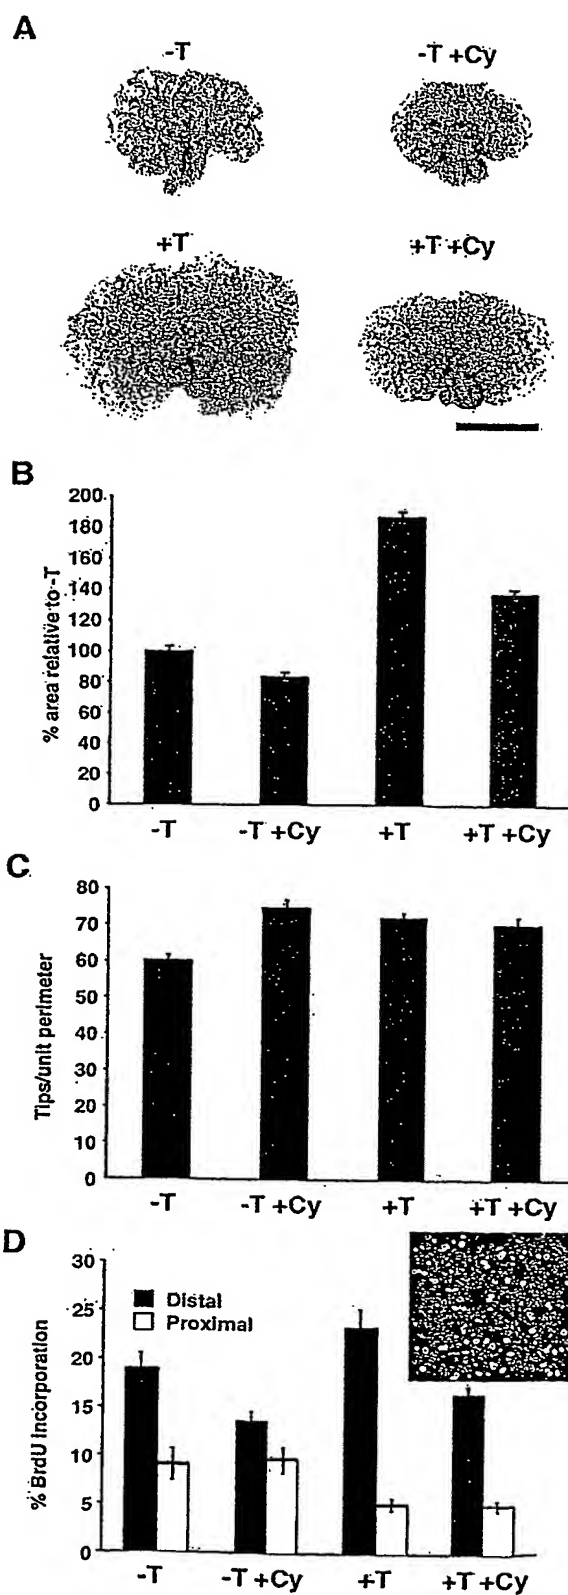 A
-T
-T +Cy
+T
+T +Cy
B
% area relative to -T
200
180
160
140
120
100
80
60
40
20
0
-T
-T +Cy
+T
+T +Cy
C
Tips/unit perimeter
80
70
60
50
40
30
20
10
0
-T
-T +Cy
+T
+T +Cy
D
% BrdU incorporation
30
25
20
15
10
5
0
Distal
Proximal
-T
-T +Cy
+T
+T +Cy